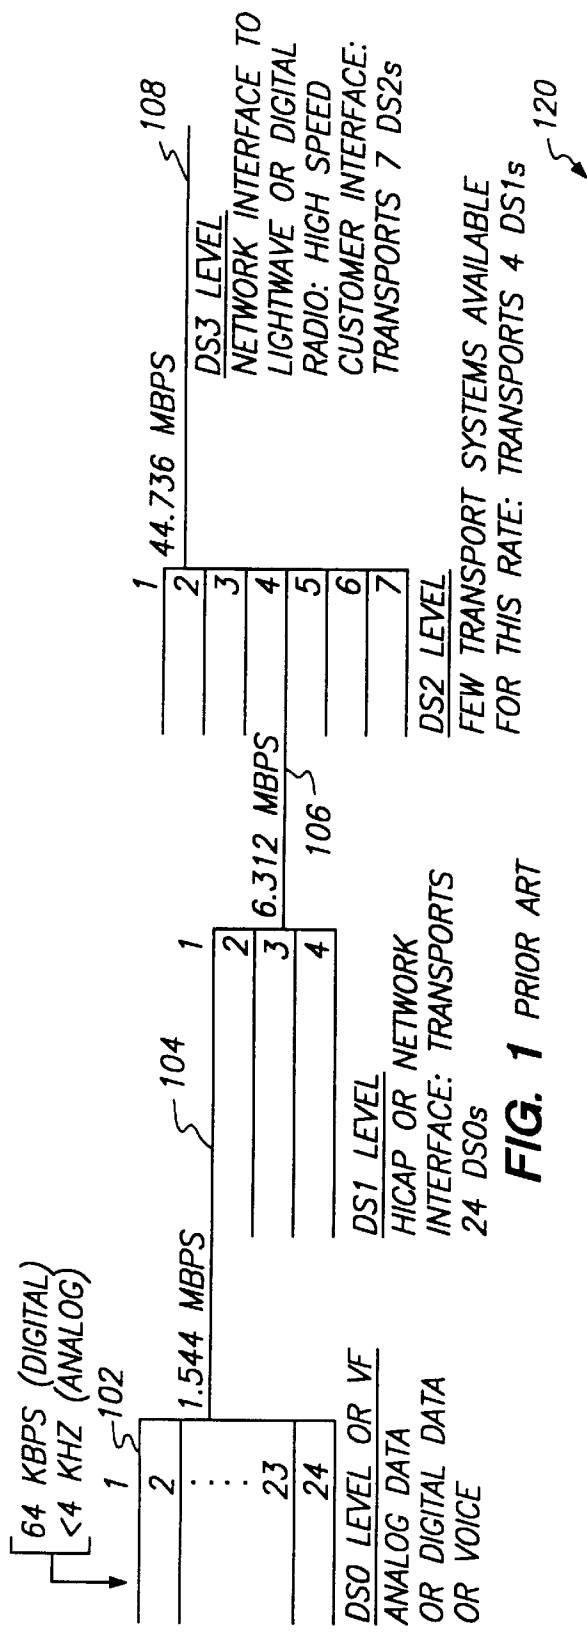 64 KBPS (DIGITAL)
<4 KHZ (ANALOG)
102
1
2
23
24
DS0 LEVEL OR VF
ANALOG DATA
OR DIGITAL DATA
OR VOICE
1.544 MBPS
104
1
2
3
4
DS1 LEVEL
HICAP OR NETWORK
INTERFACE: TRANSPORTS
24 DS0s
6.312 MBPS
106
1
2
3
4
5
6
7
DS2 LEVEL
FEW TRANSPORT SYSTEMS AVAILABLE
FOR THIS RATE: TRANSPORTS 4 DS1s
44.736 MBPS
108
DS3 LEVEL
NETWORK INTERFACE TO
LIGHTWAVE OR DIGITAL
RADIO: HIGH SPEED
CUSTOMER INTERFACE:
TRANSPORTS 7 DS2s
120
FIG. 1 PRIOR ART